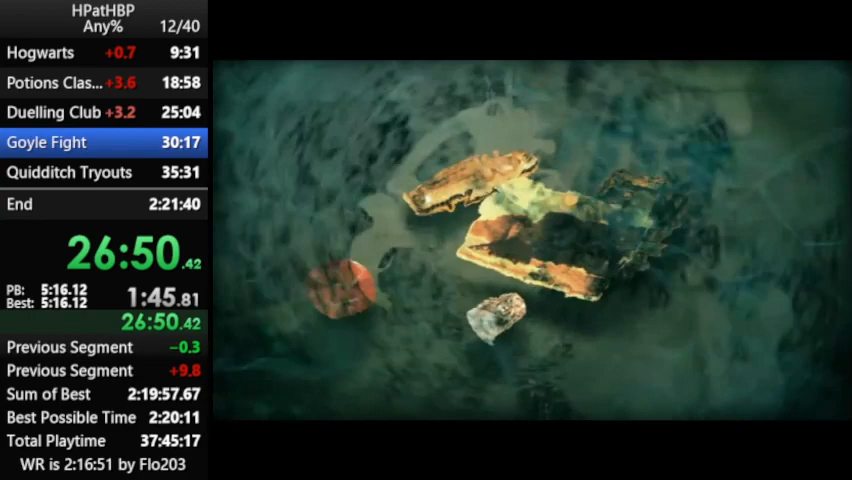 HPatHBP
Any% 12/40
Hogwarts +0.7 9:31
Potions Clas... +3.6 18:58
Duelling Club +3.2 25:04
Goyle Fight 30:17
Quidditch Tryouts 35:31
End 2:21:40
26:50.42
PB: 5:16.12
Best: 5:16.12 1:45.81
26:50.42
Previous Segment −0.3
Previous Segment +9.8
Sum of Best 2:19:57.67
Best Possible Time 2:20:11
Total Playtime 37:45:17
WR is 2:16:51 by Flo203